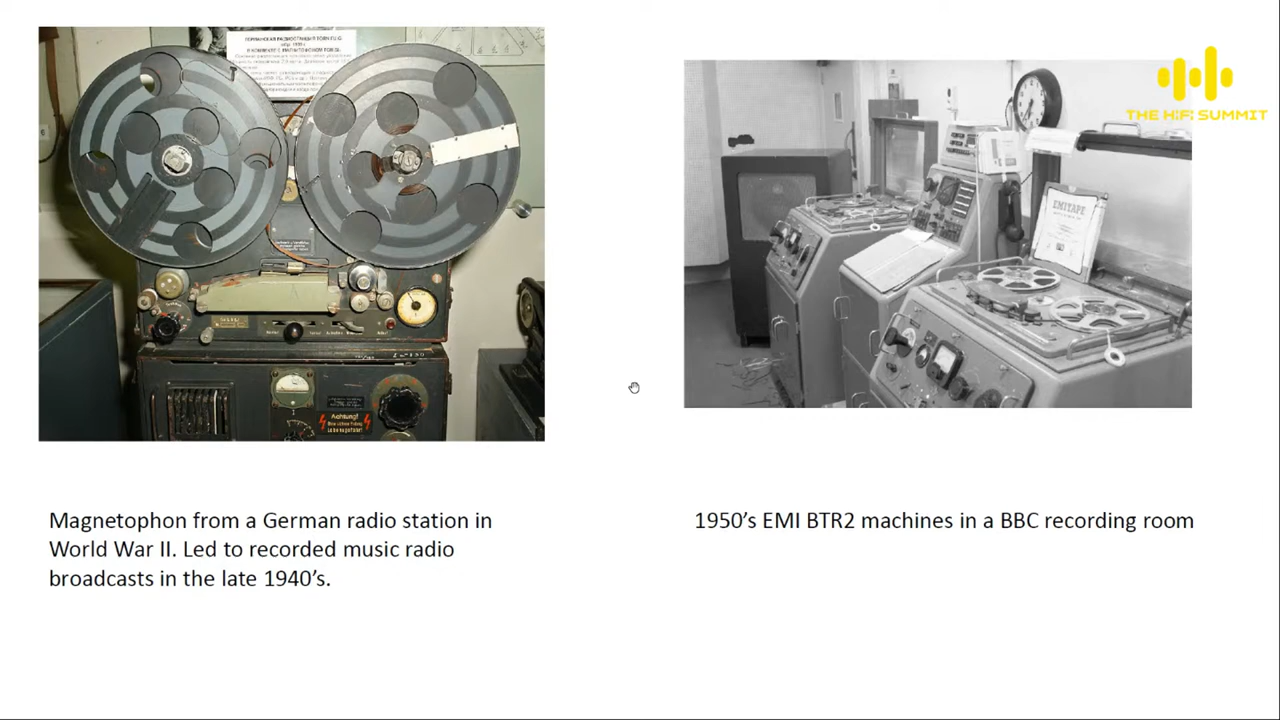 THE HIFI SUMMIT
Achtung!
EMITAPE
Magnetophon from a German radio station in
World War II. Led to recorded music radio
broadcasts in the late 1940’s.
1950’s EMI BTR2 machines in a BBC recording room